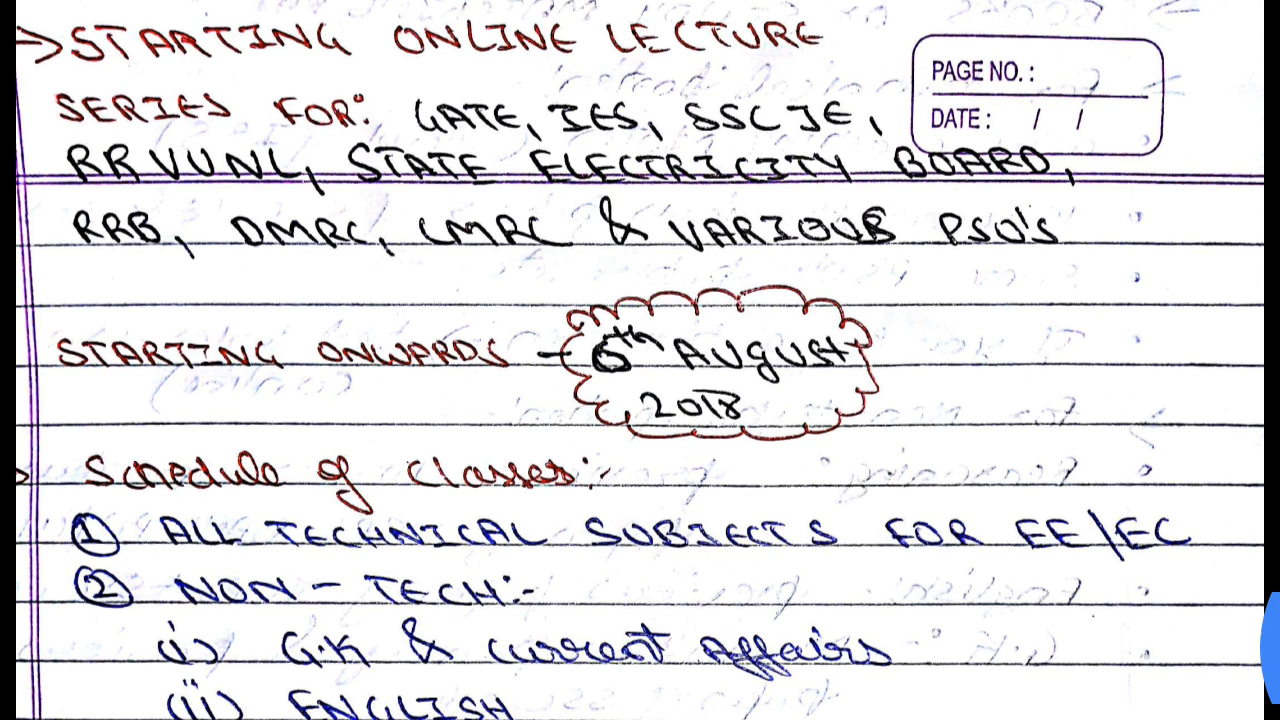 → STARTING ONLINE LECTURE
PAGE NO. :
SERIES FOR: GATE, IES, SSC JE,
DATE : / /
RRVUNL, STATE ELECTRICITY BOARD,
RRB, DMRC, LMRC & VARIOUS PSO'S
STARTING ONWARDS - 6th AUgUSt
2018
Schedule of Classes:-
① ALL TECHNICAL SUBJECTS FOR EE/EC
② NON - TECH:-
(i) G.K & Current Affairs
(ii) ENGLISH